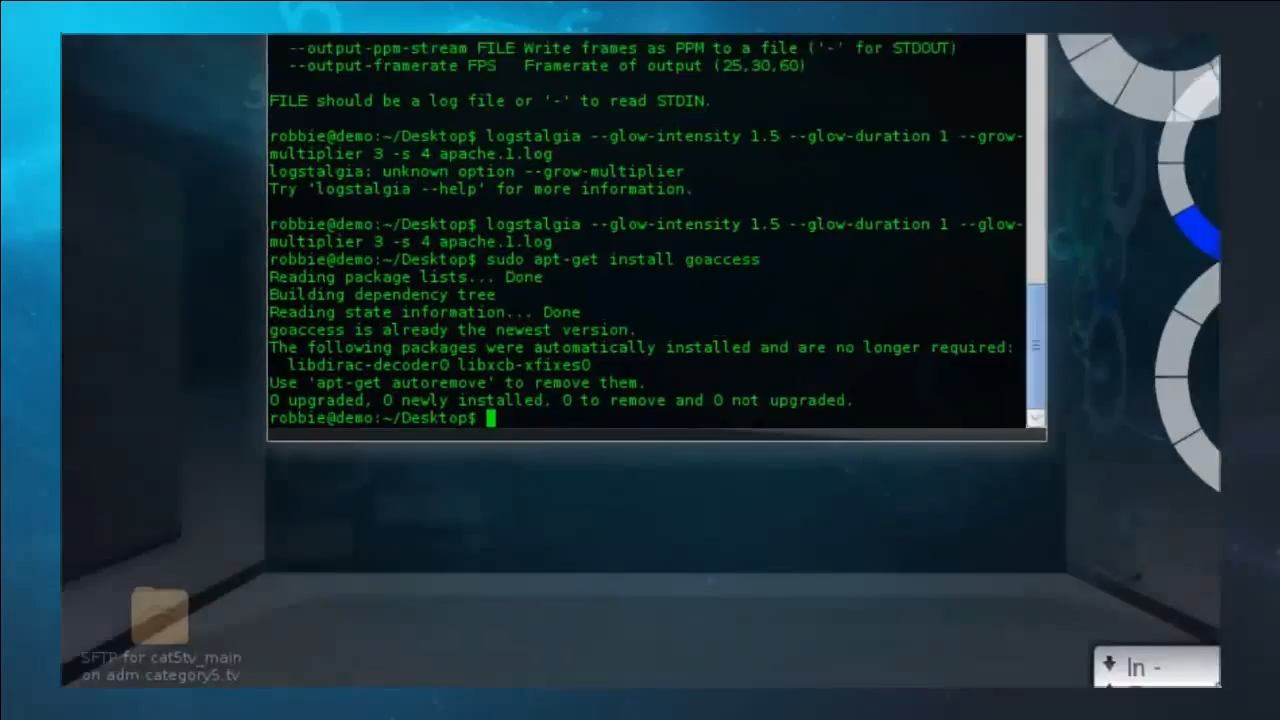 --output-ppm-stream FILE Write frames as PPM to a file ('-' for STDOUT)
--output-framerate FPS   Framerate of output (25,30,60)
FILE should be a log file or '-' to read STDIN.
robbie@demo:~/Desktop$ logstalgia --glow-intensity 1.5 --glow-duration 1 --grow-
multiplier 3 -s 4 apache.1.log
logstalgia: unknown option --grow-multiplier
Try 'logstalgia --help' for more information.
robbie@demo:~/Desktop$ logstalgia --glow-intensity 1.5 --glow-duration 1 --glow-
multiplier 3 -s 4 apache.1.log
robbie@demo:~/Desktop$ sudo apt-get install goaccess
Reading package lists... Done
Building dependency tree
Reading state information... Done
goaccess is already the newest version.
The following packages were automatically installed and are no longer required:
libdirac-decoder0 libxcb-xfixes0
Use 'apt-get autoremove' to remove them.
0 upgraded, 0 newly installed, 0 to remove and 0 not upgraded.
robbie@demo:~/Desktop$
SFTP for cat5tv_main
on adm category5.tv
In -